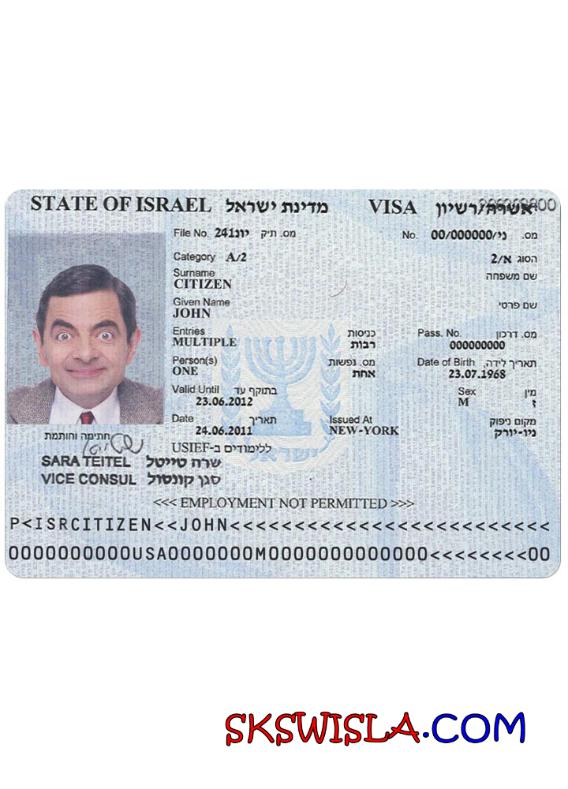 STATE OF ISRAEL מדינת ישראל VISA אשרה/רשיון
File No. 241יונ מס. תיק No. 00/000000/ני מס.
Category A/2 א/2 הסוג
Surname שם משפחה
CITIZEN
Given Name שם פרטי
JOHN
Entries כניסות Pass. No. מס. דרכון
MULTIPLE רבות 000000000
Person(s) מס. נפשות Date of Birth תאריך לידה
ONE אחת 23.07.1968
Valid Until בתוקף עד Sex מין
23.06.2012 M ז
Date תאריך Issued At מקום ניפוק
24.06.2011 NEW-YORK ניו-יורק
חתימה וחותמת
ללימודים ב-USIEF
SARA TEITEL שרה טייטל
VICE CONSUL סגן קונסול
<<< EMPLOYMENT NOT PERMITTED >>>
P<ISRCITIZEN<<JOHN<<<<<<<<<<<<<<<<<<<<<<<<<<
0000000000USA0000000M00000000000000<<<<<<<00
ישראל
SKSWISLA.COM